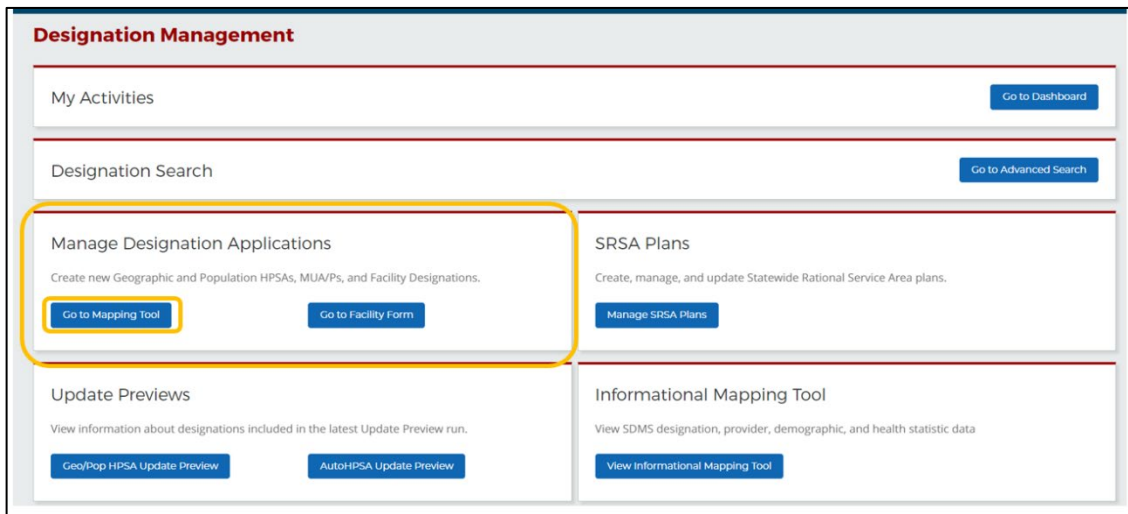 Designation Management
My Activities
Go to Dashboard
Designation Search
Go to Advanced Search
Manage Designation Applications
Create new Geographic and Population HPSAs, MUA/Ps, and Facility Designations.
Go to Mapping Tool
Go to Facility Form
SRSA Plans
Create, manage, and update Statewide Rational Service Area plans.
Manage SRSA Plans
Update Previews
View information about designations included in the latest Update Preview run.
Geo/Pop HPSA Update Preview
AutoHPSA Update Preview
Informational Mapping Tool
View SDMS designation, provider, demographic, and health statistic data
View Informational Mapping Tool